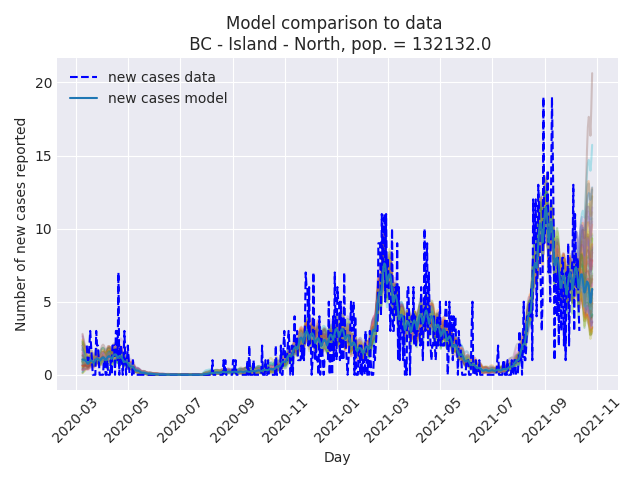 Model comparison to data
BC - Island - North, pop. = 132132.0
new cases data
new cases model
Number of new cases reported
20
15
10
5
0
2020-03
2020-05
2020-07
2020-09
2020-11
2021-01
2021-03
2021-05
2021-07
2021-09
2021-11
Day